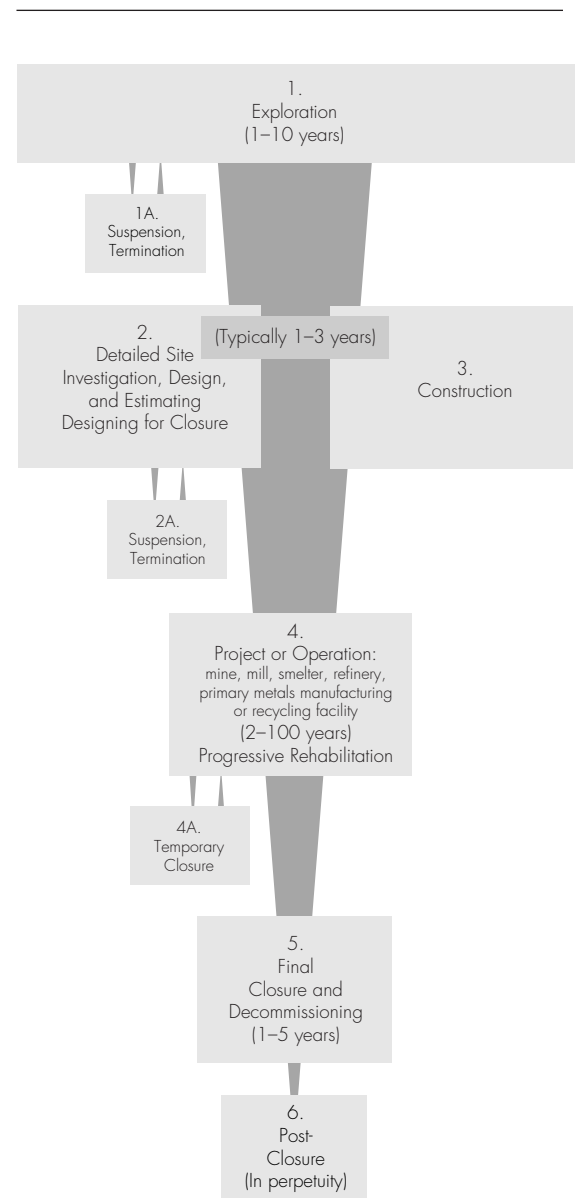 1.
Exploration
(1–10 years)
1A.
Suspension,
Termination
2.
Detailed Site
Investigation, Design,
and Estimating
Designing for Closure
(Typically 1–3 years)
3.
Construction
2A.
Suspension,
Termination
4.
Project or Operation:
mine, mill, smelter, refinery,
primary metals manufacturing
or recycling facility
(2–100 years)
Progressive Rehabilitation
4A.
Temporary
Closure
5.
Final
Closure and
Decommissioning
(1–5 years)
6.
Post-
Closure
(In perpetuity)